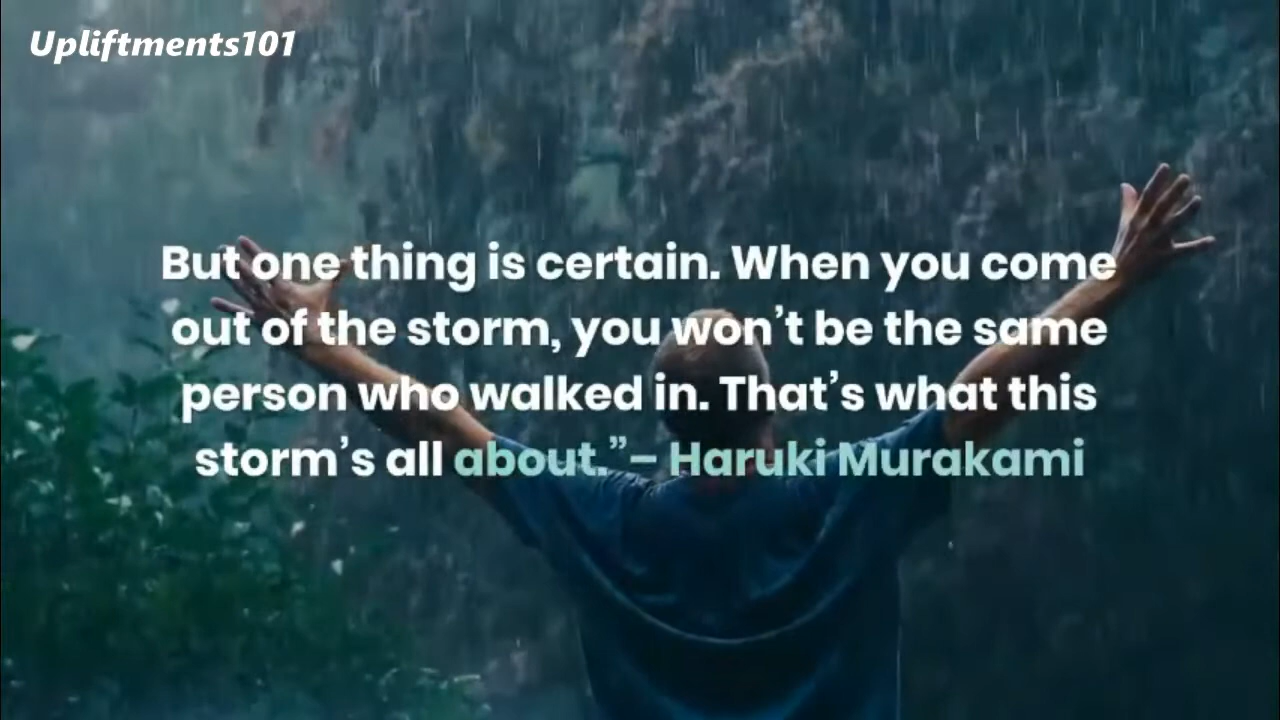 Upliftments101
But one thing is certain. When you come
out of the storm, you won’t be the same
person who walked in. That’s what this
storm’s all about.”– Haruki Murakami